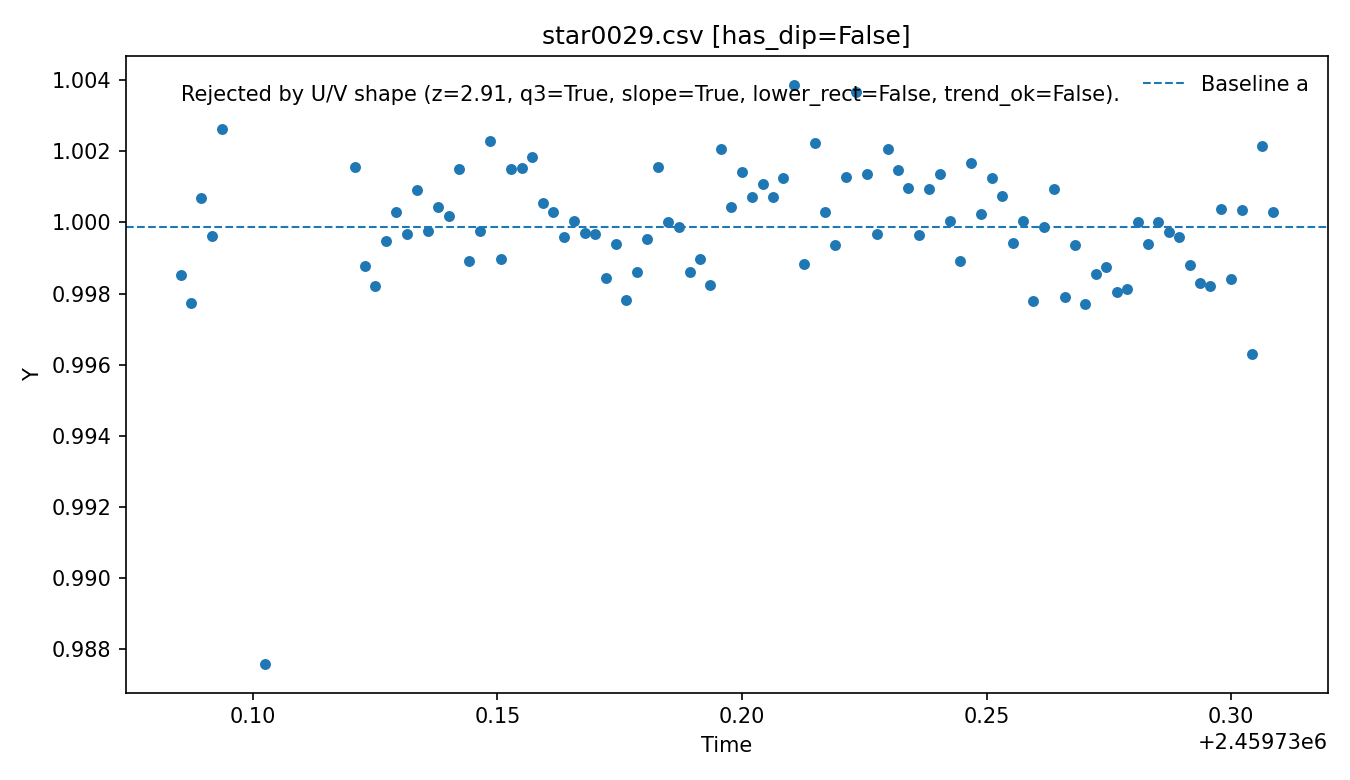 star0029.csv [has_dip=False]
Rejected by U/V shape (z=2.91, q3=True, slope=True, lower_rect=False, trend_ok=False).
Baseline a
1.004
1.002
1.000
0.998
0.996
0.994
0.992
0.990
0.988
Y
0.10 0.15 0.20 0.25 0.30
Time
+2.45973e6